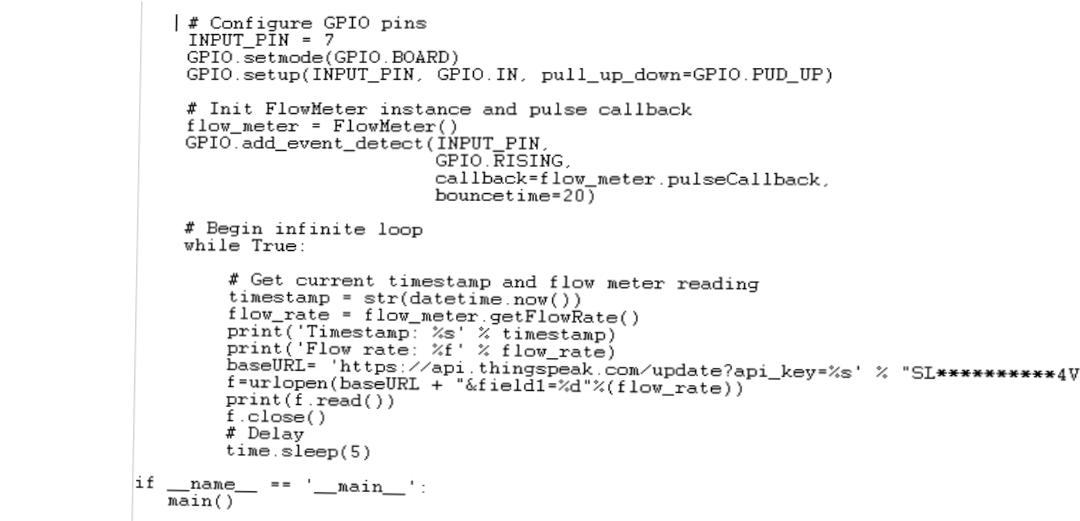 # Configure GPIO pins
INPUT_PIN = 7
GPIO.setmode(GPIO.BOARD)
GPIO.setup(INPUT_PIN, GPIO.IN, pull_up_down=GPIO.PUD_UP)
# Init FlowMeter instance and pulse callback
flow_meter = FlowMeter()
GPIO.add_event_detect(INPUT_PIN,
GPIO.RISING,
callback=flow_meter.pulseCallback,
bouncetime=20)
# Begin infinite loop
while True:
# Get current timestamp and flow meter reading
timestamp = str(datetime.now())
flow_rate = flow_meter.getFlowRate()
print('Timestamp: %s' % timestamp)
print('Flow rate: %f' % flow_rate)
baseURL= 'https://api.thingspeak.com/update?api_key=%s' % "SL**********4V
f=urlopen(baseURL + "&field1=%d"%(flow_rate))
print(f.read())
f.close()
# Delay
time.sleep(5)
if __name__ == '__main__':
main()